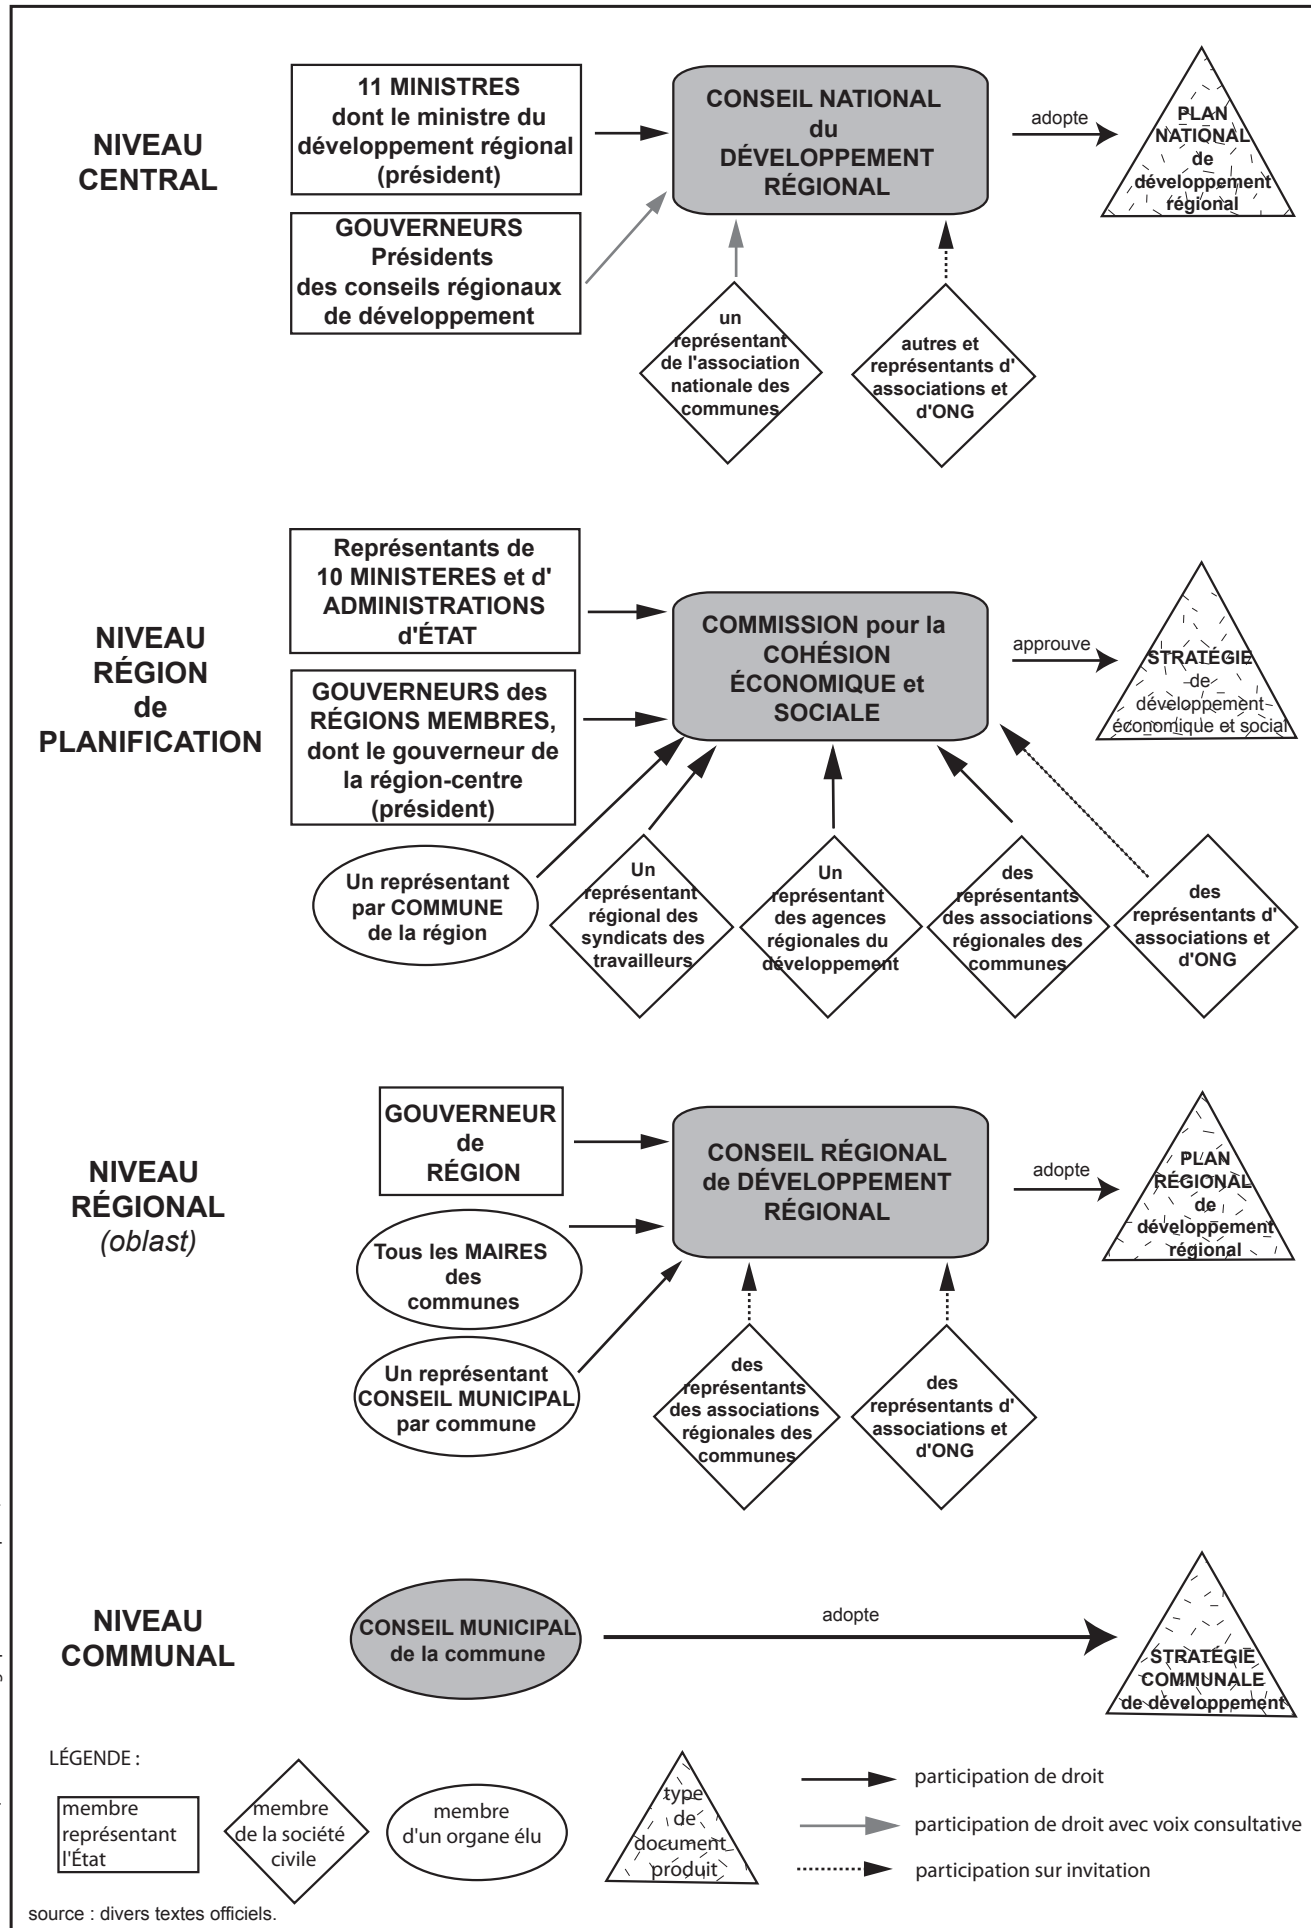 NIVEAU
CENTRAL
11 MINISTRES
dont le ministre du
développement régional
(président)
GOUVERNEURS
Présidents
des conseils régionaux
de développement
CONSEIL NATIONAL
du
DÉVELOPPEMENT
RÉGIONAL
adopte
PLAN
NATIONAL
de
développement
régional
un
représentant
de l'association
nationale des
communes
autres et
représentants d'
associations et
d'ONG
NIVEAU
RÉGION
de
PLANIFICATION
Représentants de
10 MINISTERES et d'
ADMINISTRATIONS
d'ÉTAT
GOUVERNEURS des
RÉGIONS MEMBRES,
dont le gouverneur de
la région-centre
(président)
COMMISSION pour la
COHÉSION
ÉCONOMIQUE et
SOCIALE
approuve
STRATÉGIE
de
développement
économique et social
Un représentant
par COMMUNE
de la région
Un
représentant
régional des
syndicats des
travailleurs
Un
représentant
des agences
régionales du
développement
des
représentants
des associations
régionales des
communes
des
représentants d'
associations et
d'ONG
NIVEAU
RÉGIONAL
(oblast)
GOUVERNEUR
de
RÉGION
Tous les MAIRES
des
communes
Un représentant
CONSEIL MUNICIPAL
par commune
CONSEIL RÉGIONAL
de DÉVELOPPEMENT
RÉGIONAL
adopte
PLAN
RÉGIONAL
de
développement
régional
des
représentants
des associations
régionales des
communes
des
représentants d'
associations et
d'ONG
NIVEAU
COMMUNAL
CONSEIL MUNICIPAL
de la commune
adopte
STRATÉGIE
COMMUNALE
de développement
LÉGENDE :
membre
représentant
l'État
membre
de la société
civile
membre
d'un organe élu
type
de
document
produit
participation de droit
participation de droit avec voix consultative
participation sur invitation
source : divers textes officiels.